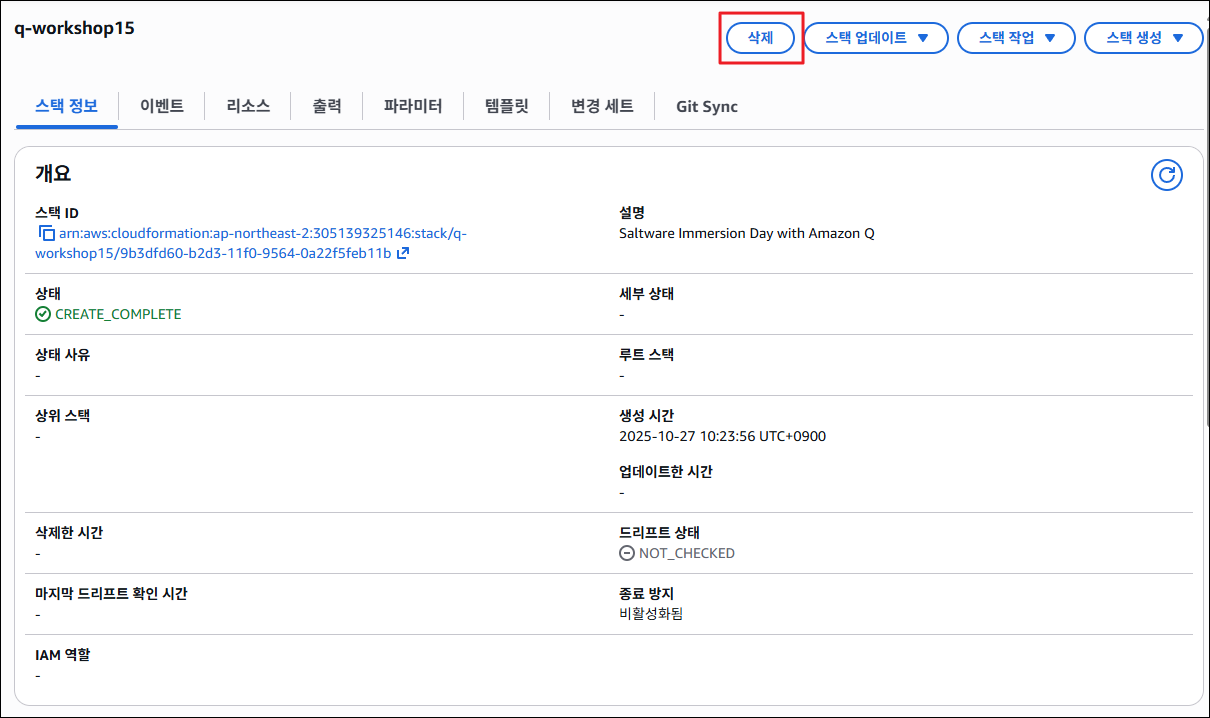 q-workshop15
삭제
스택 업데이트
스택 작업
스택 생성
스택 정보
이벤트
리소스
출력
파라미터
템플릿
변경 세트
Git Sync
개요
스택 ID
arn:aws:cloudformation:ap-northeast-2:305139325146:stack/q-
workshop15/9b3dfd60-b2d3-11f0-9564-0a22f5feb11b
설명
Saltware Immersion Day with Amazon Q
상태
CREATE_COMPLETE
세부 상태
-
상태 사유
-
루트 스택
-
상위 스택
-
생성 시간
2025-10-27 10:23:56 UTC+0900
업데이트한 시간
-
삭제한 시간
-
드리프트 상태
NOT_CHECKED
마지막 드리프트 확인 시간
-
종료 방지
비활성화됨
IAM 역할
-